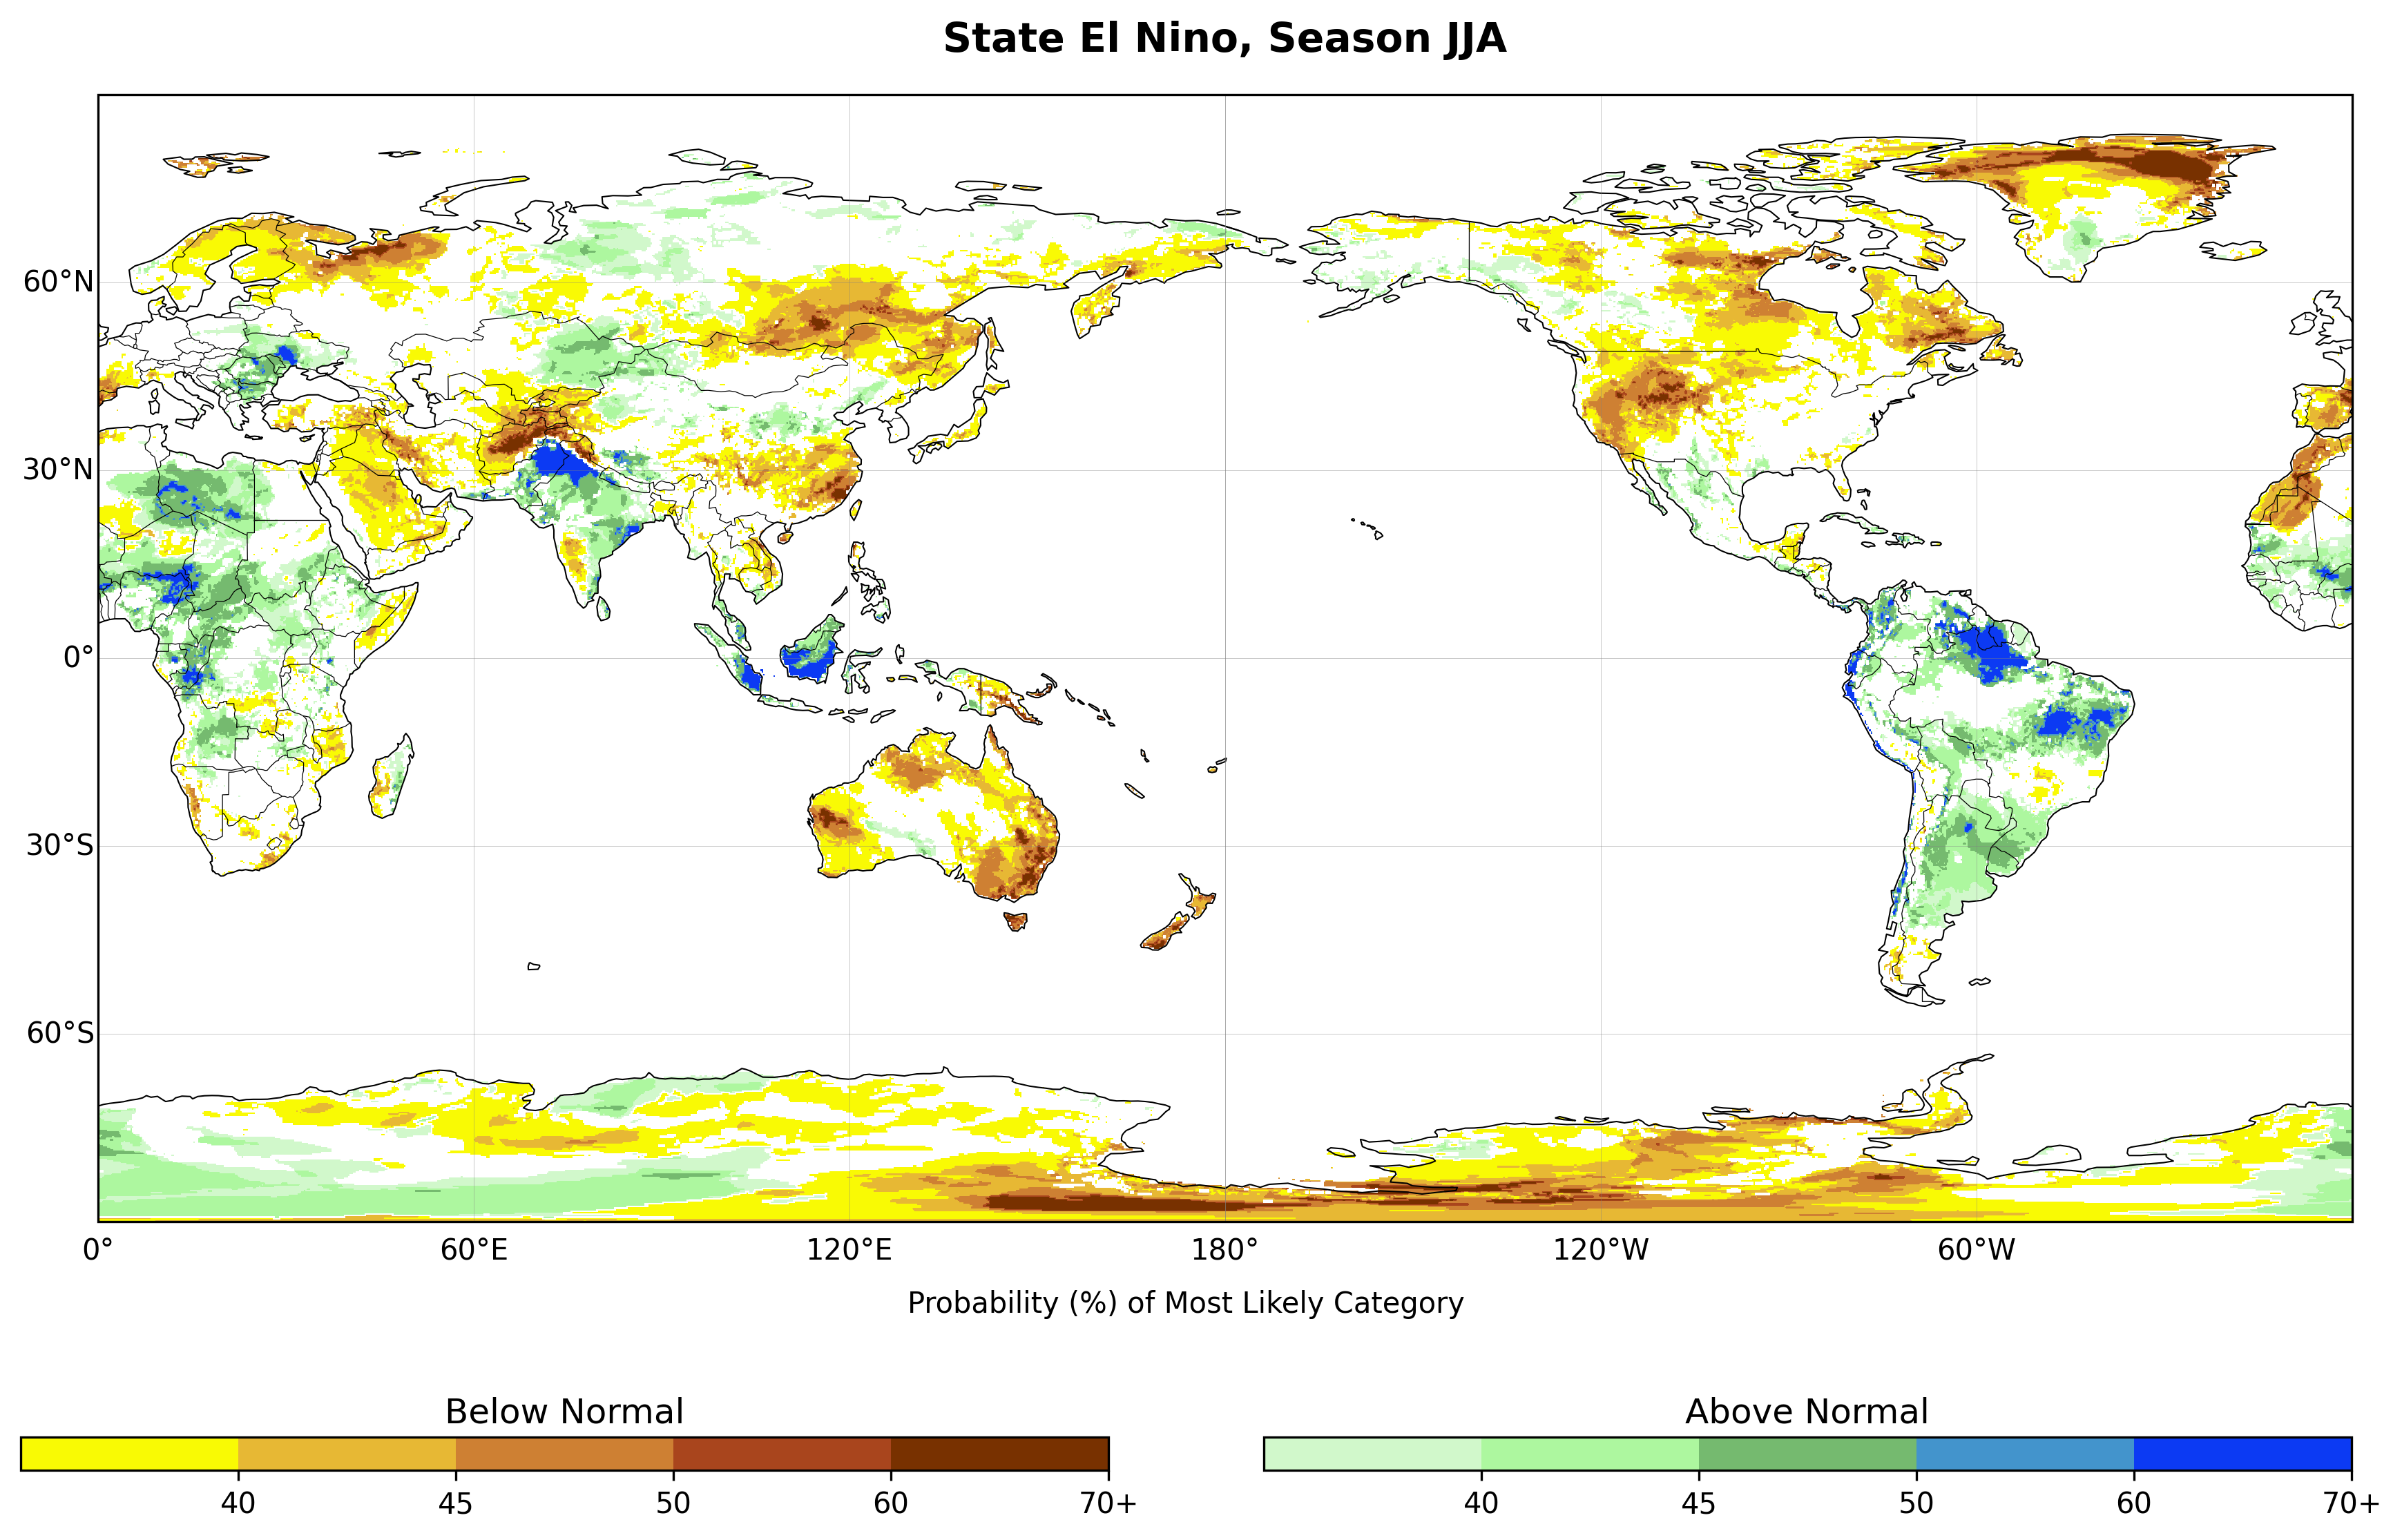 State El Nino, Season JJA
60°N
30°N
0°
30°S
60°S
0° 60°E 120°E 180° 120°W 60°W
Probability (%) of Most Likely Category
Below Normal Above Normal
40 45 50 60 70+ 40 45 50 60 70+